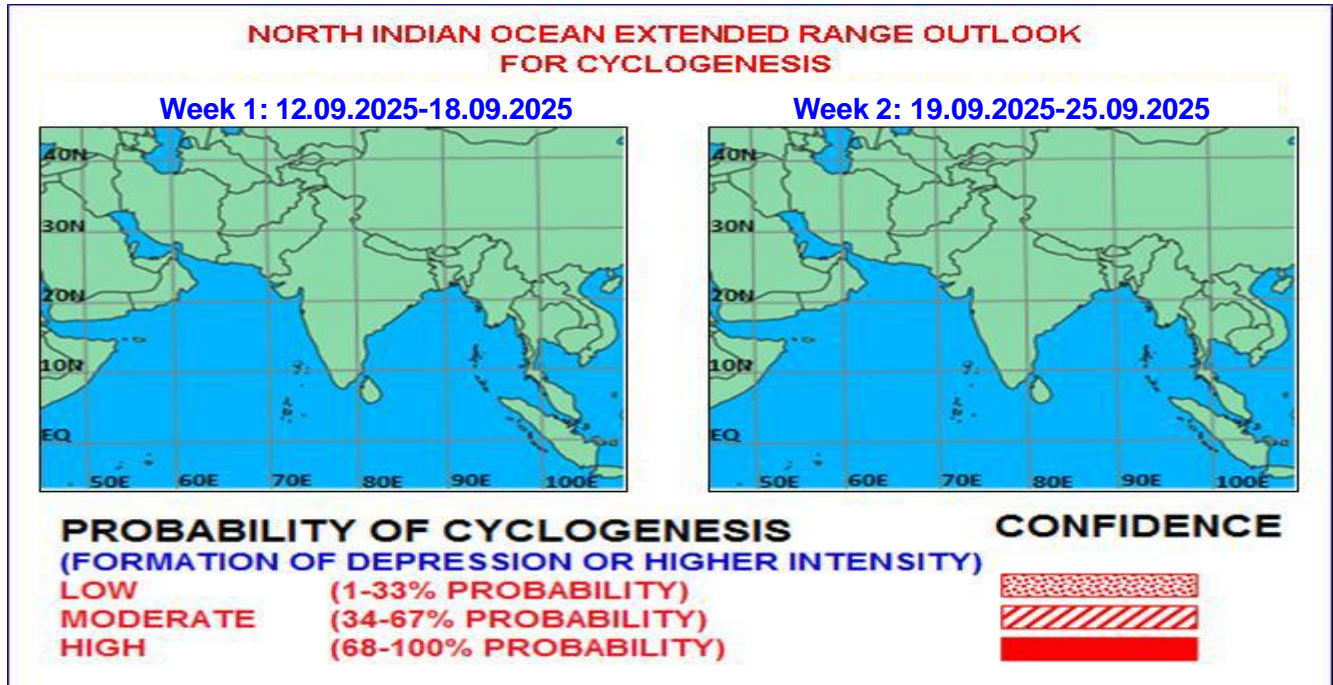 NORTH INDIAN OCEAN EXTENDED RANGE OUTLOOK
FOR CYCLOGENESIS
Week 1: 12.09.2025-18.09.2025
40N
30N
20N
10N
EQ
50E 60E 70E 80E 90E 100E
Week 2: 19.09.2025-25.09.2025
40N
30N
20N
10N
EQ
50E 60E 70E 80E 90E 100E
PROBABILITY OF CYCLOGENESIS
(FORMATION OF DEPRESSION OR HIGHER INTENSITY)
LOW (1-33% PROBABILITY)
MODERATE (34-67% PROBABILITY)
HIGH (68-100% PROBABILITY)
CONFIDENCE